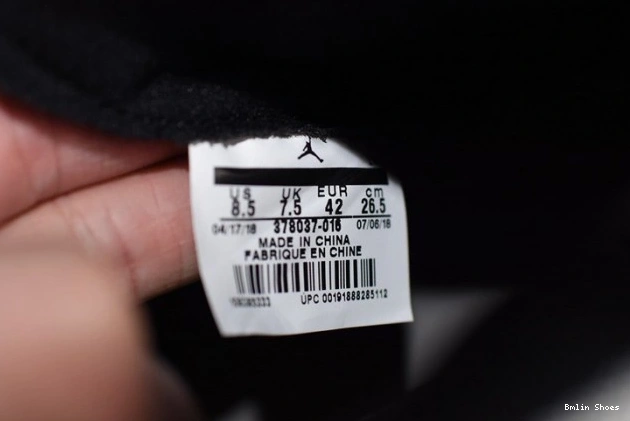 US UK EUR cm
8.5 7.5 42 26.5
04/17/18 378037-016 07/06/18
MADE IN CHINA
FABRIQUE EN CHINE
UPC 00191888285112
Bmlin Shoes